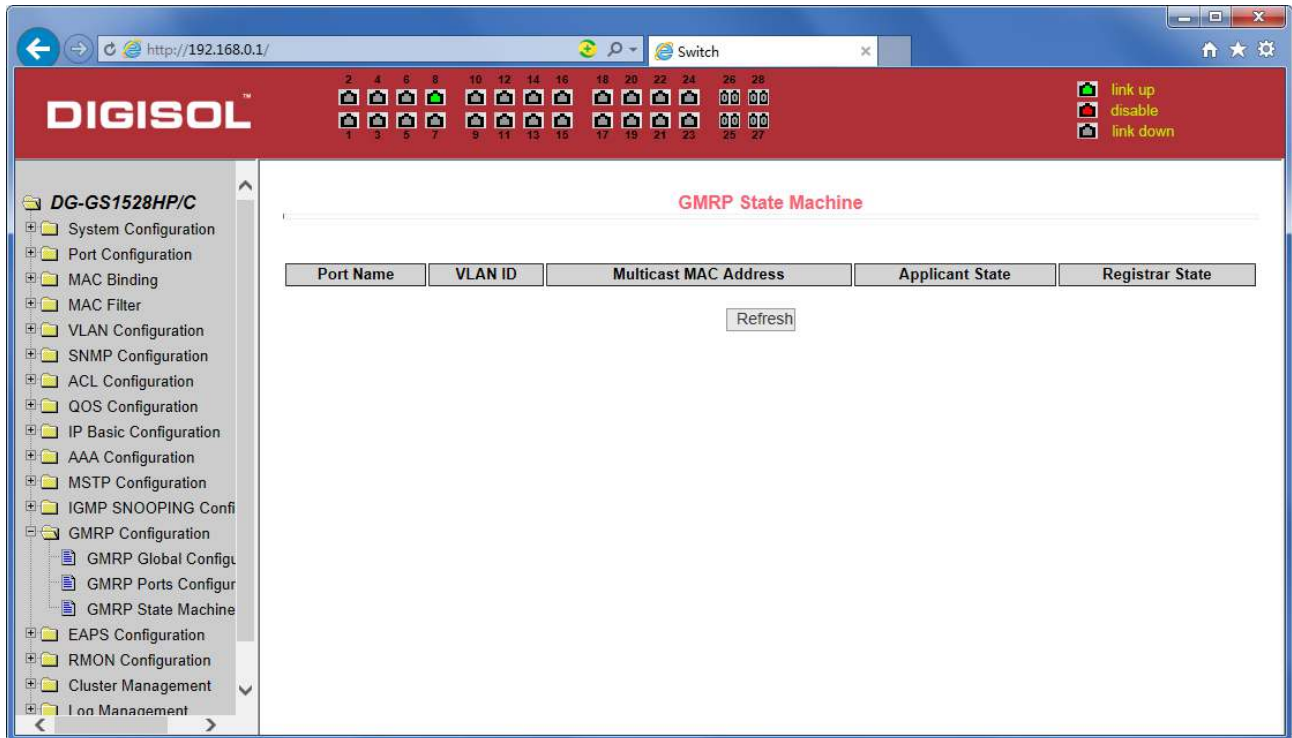 http://192.168.0.1/
Switch
DIGISOL™
2 4 6 8 10 12 14 16 18 20 22 24 26 28
1 3 5 7 9 11 13 15 17 19 21 23 25 27
link up
disable
link down
DG-GS1528HP/C
System Configuration
Port Configuration
MAC Binding
MAC Filter
VLAN Configuration
SNMP Configuration
ACL Configuration
QOS Configuration
IP Basic Configuration
AAA Configuration
MSTP Configuration
IGMP SNOOPING Confi
GMRP Configuration
GMRP Global Configu
GMRP Ports Configur
GMRP State Machine
EAPS Configuration
RMON Configuration
Cluster Management
Log Management
GMRP State Machine
Port Name VLAN ID Multicast MAC Address Applicant State Registrar State
Refresh